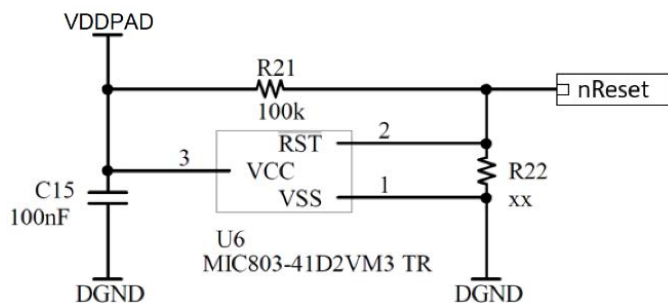 VDDPAD
R21
100k
nReset
2
RST
3
VCC
R22
C15
1
100nF
VSS
xx
U6
MIC803-41D2VM3 TR
DGND
DGND